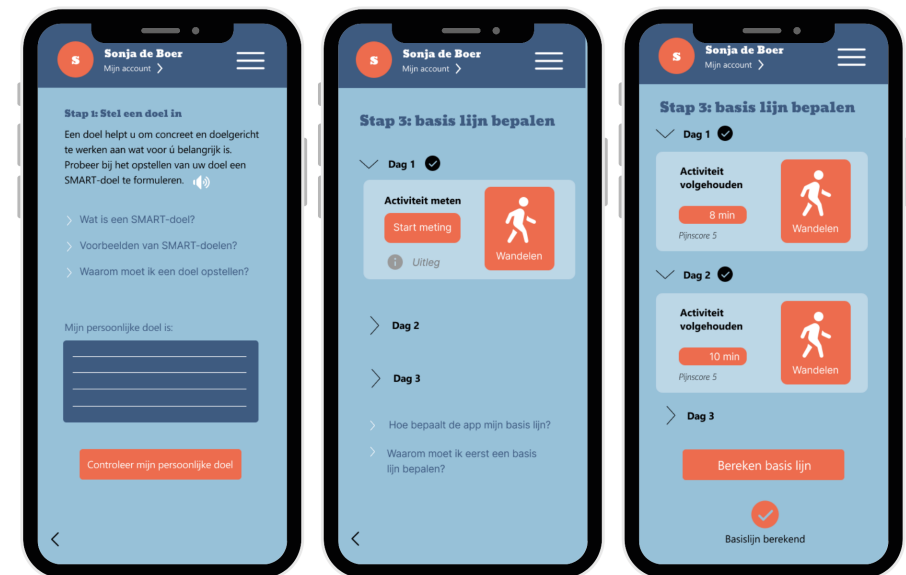 S
Sonja de Boer
Mijn account
Stap 1: Stel een doel in
Een doel helpt u om concreet en doelgericht
te werken aan wat voor ú belangrijk is.
Probeer bij het opstellen van uw doel een
SMART-doel te formuleren.
Wat is een SMART-doel?
Voorbeelden van SMART-doelen?
Waarom moet ik een doel opstellen?
Mijn persoonlijke doel is:
Controleer mijn persoonlijke doel
S
Sonja de Boer
Mijn account
Stap 3: basis lijn bepalen
Dag 1
Activiteit meten
Start meting
i Uitleg
Wandelen
Dag 2
Dag 3
Hoe bepaalt de app mijn basis lijn?
Waarom moet ik eerst een basis
lijn bepalen?
S
Sonja de Boer
Mijn account
Stap 3: basis lijn bepalen
Dag 1
Activiteit
volgehouden
8 min
Pijnscore 5
Wandelen
Dag 2
Activiteit
volgehouden
10 min
Pijnscore 5
Wandelen
Dag 3
Bereken basis lijn
Basislijn berekend